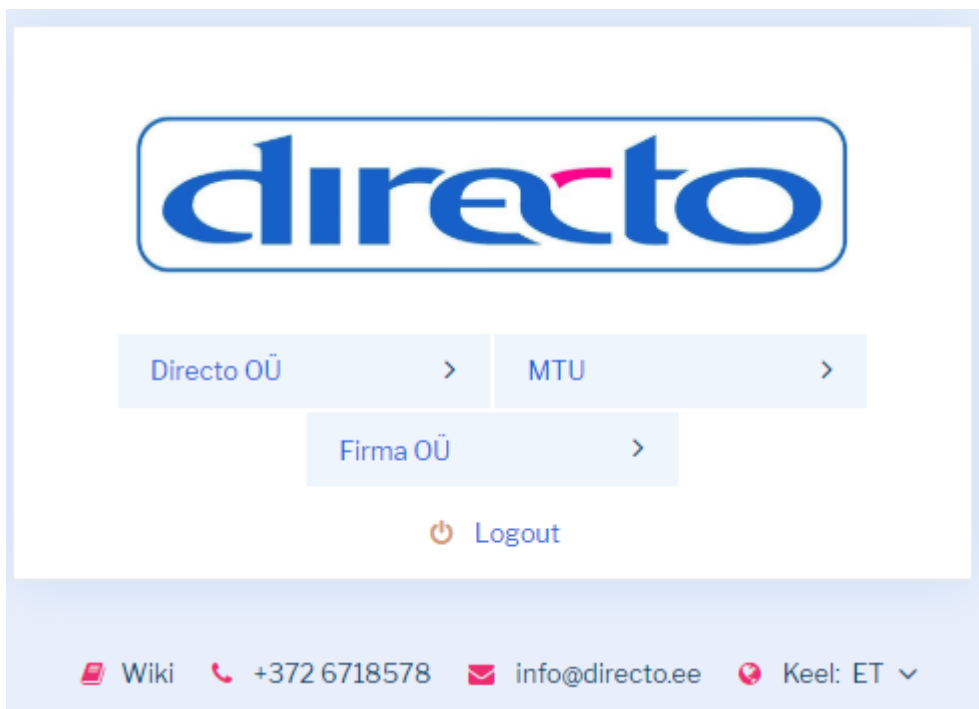 directo
Directo OÜ
MTU
Firma OÜ
Logout
Wiki +372 6718578 info@directo.ee Keel: ET